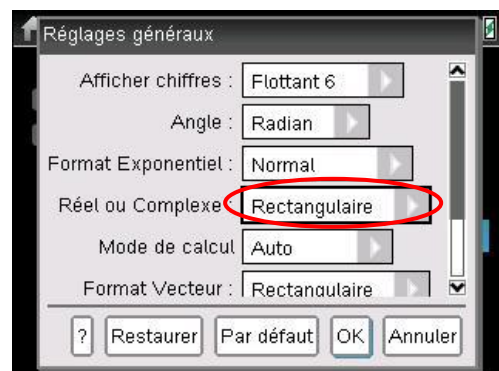 Réglages généraux
Afficher chiffres : Flottant 6
Angle : Radian
Format Exponentiel : Normal
Réel ou Complexe : Rectangulaire
Mode de calcul Auto
Format Vecteur : Rectangulaire
? Restaurer Par défaut OK Annuler